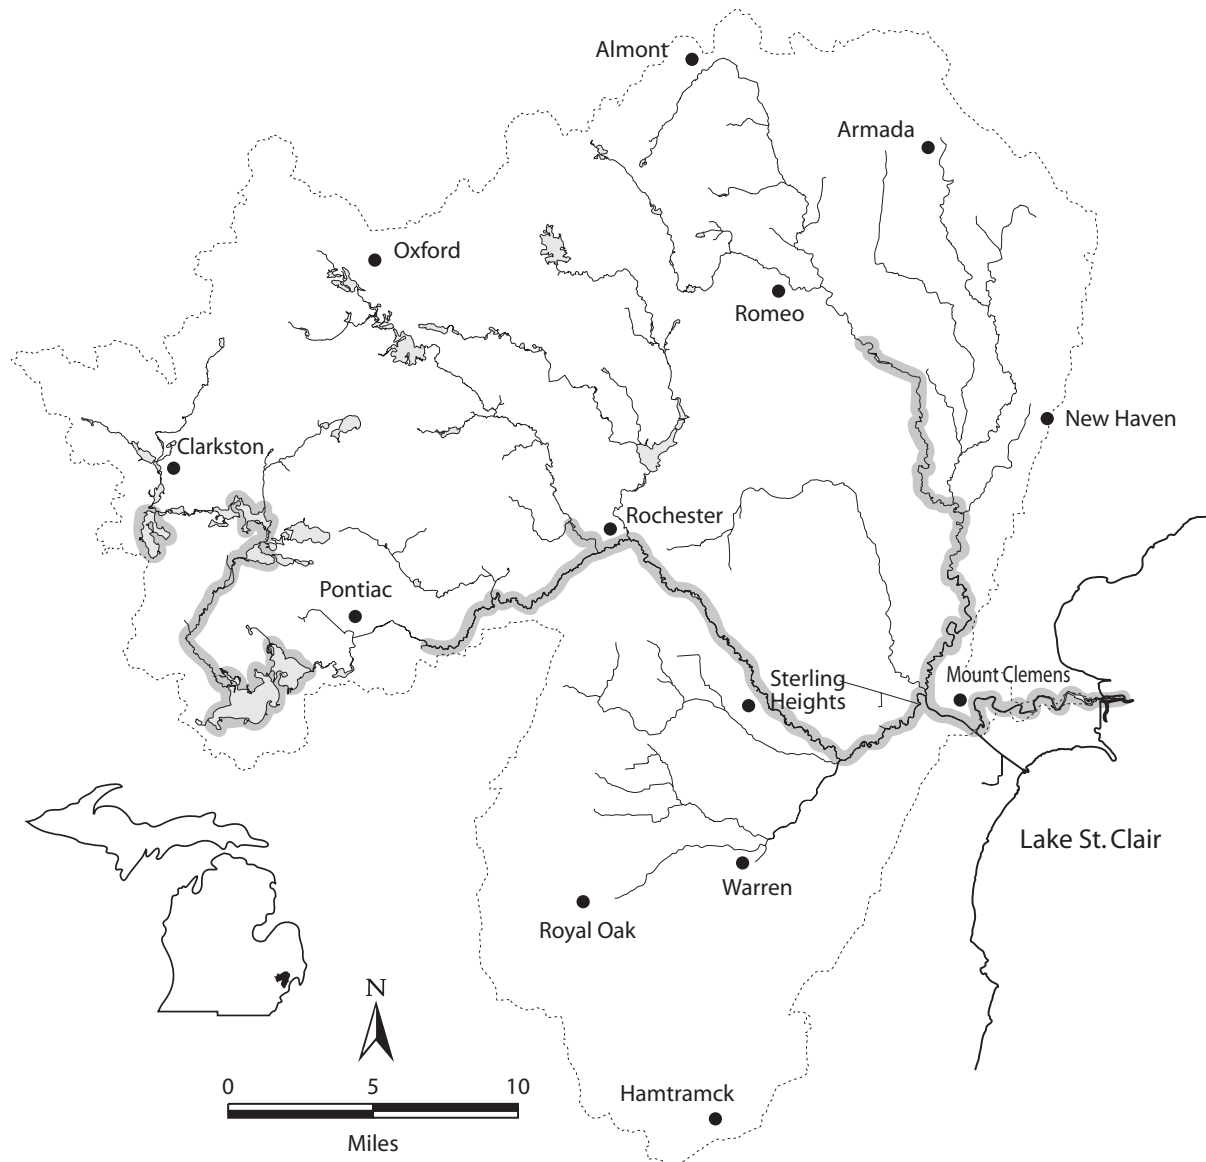 Almont
Armada
Oxford
Romeo
New Haven
Clarkston
Rochester
Pontiac
Mount Clemens
Sterling
Heights
Lake St. Clair
Warren
Royal Oak
N
0 5 10
Miles
Hamtramck